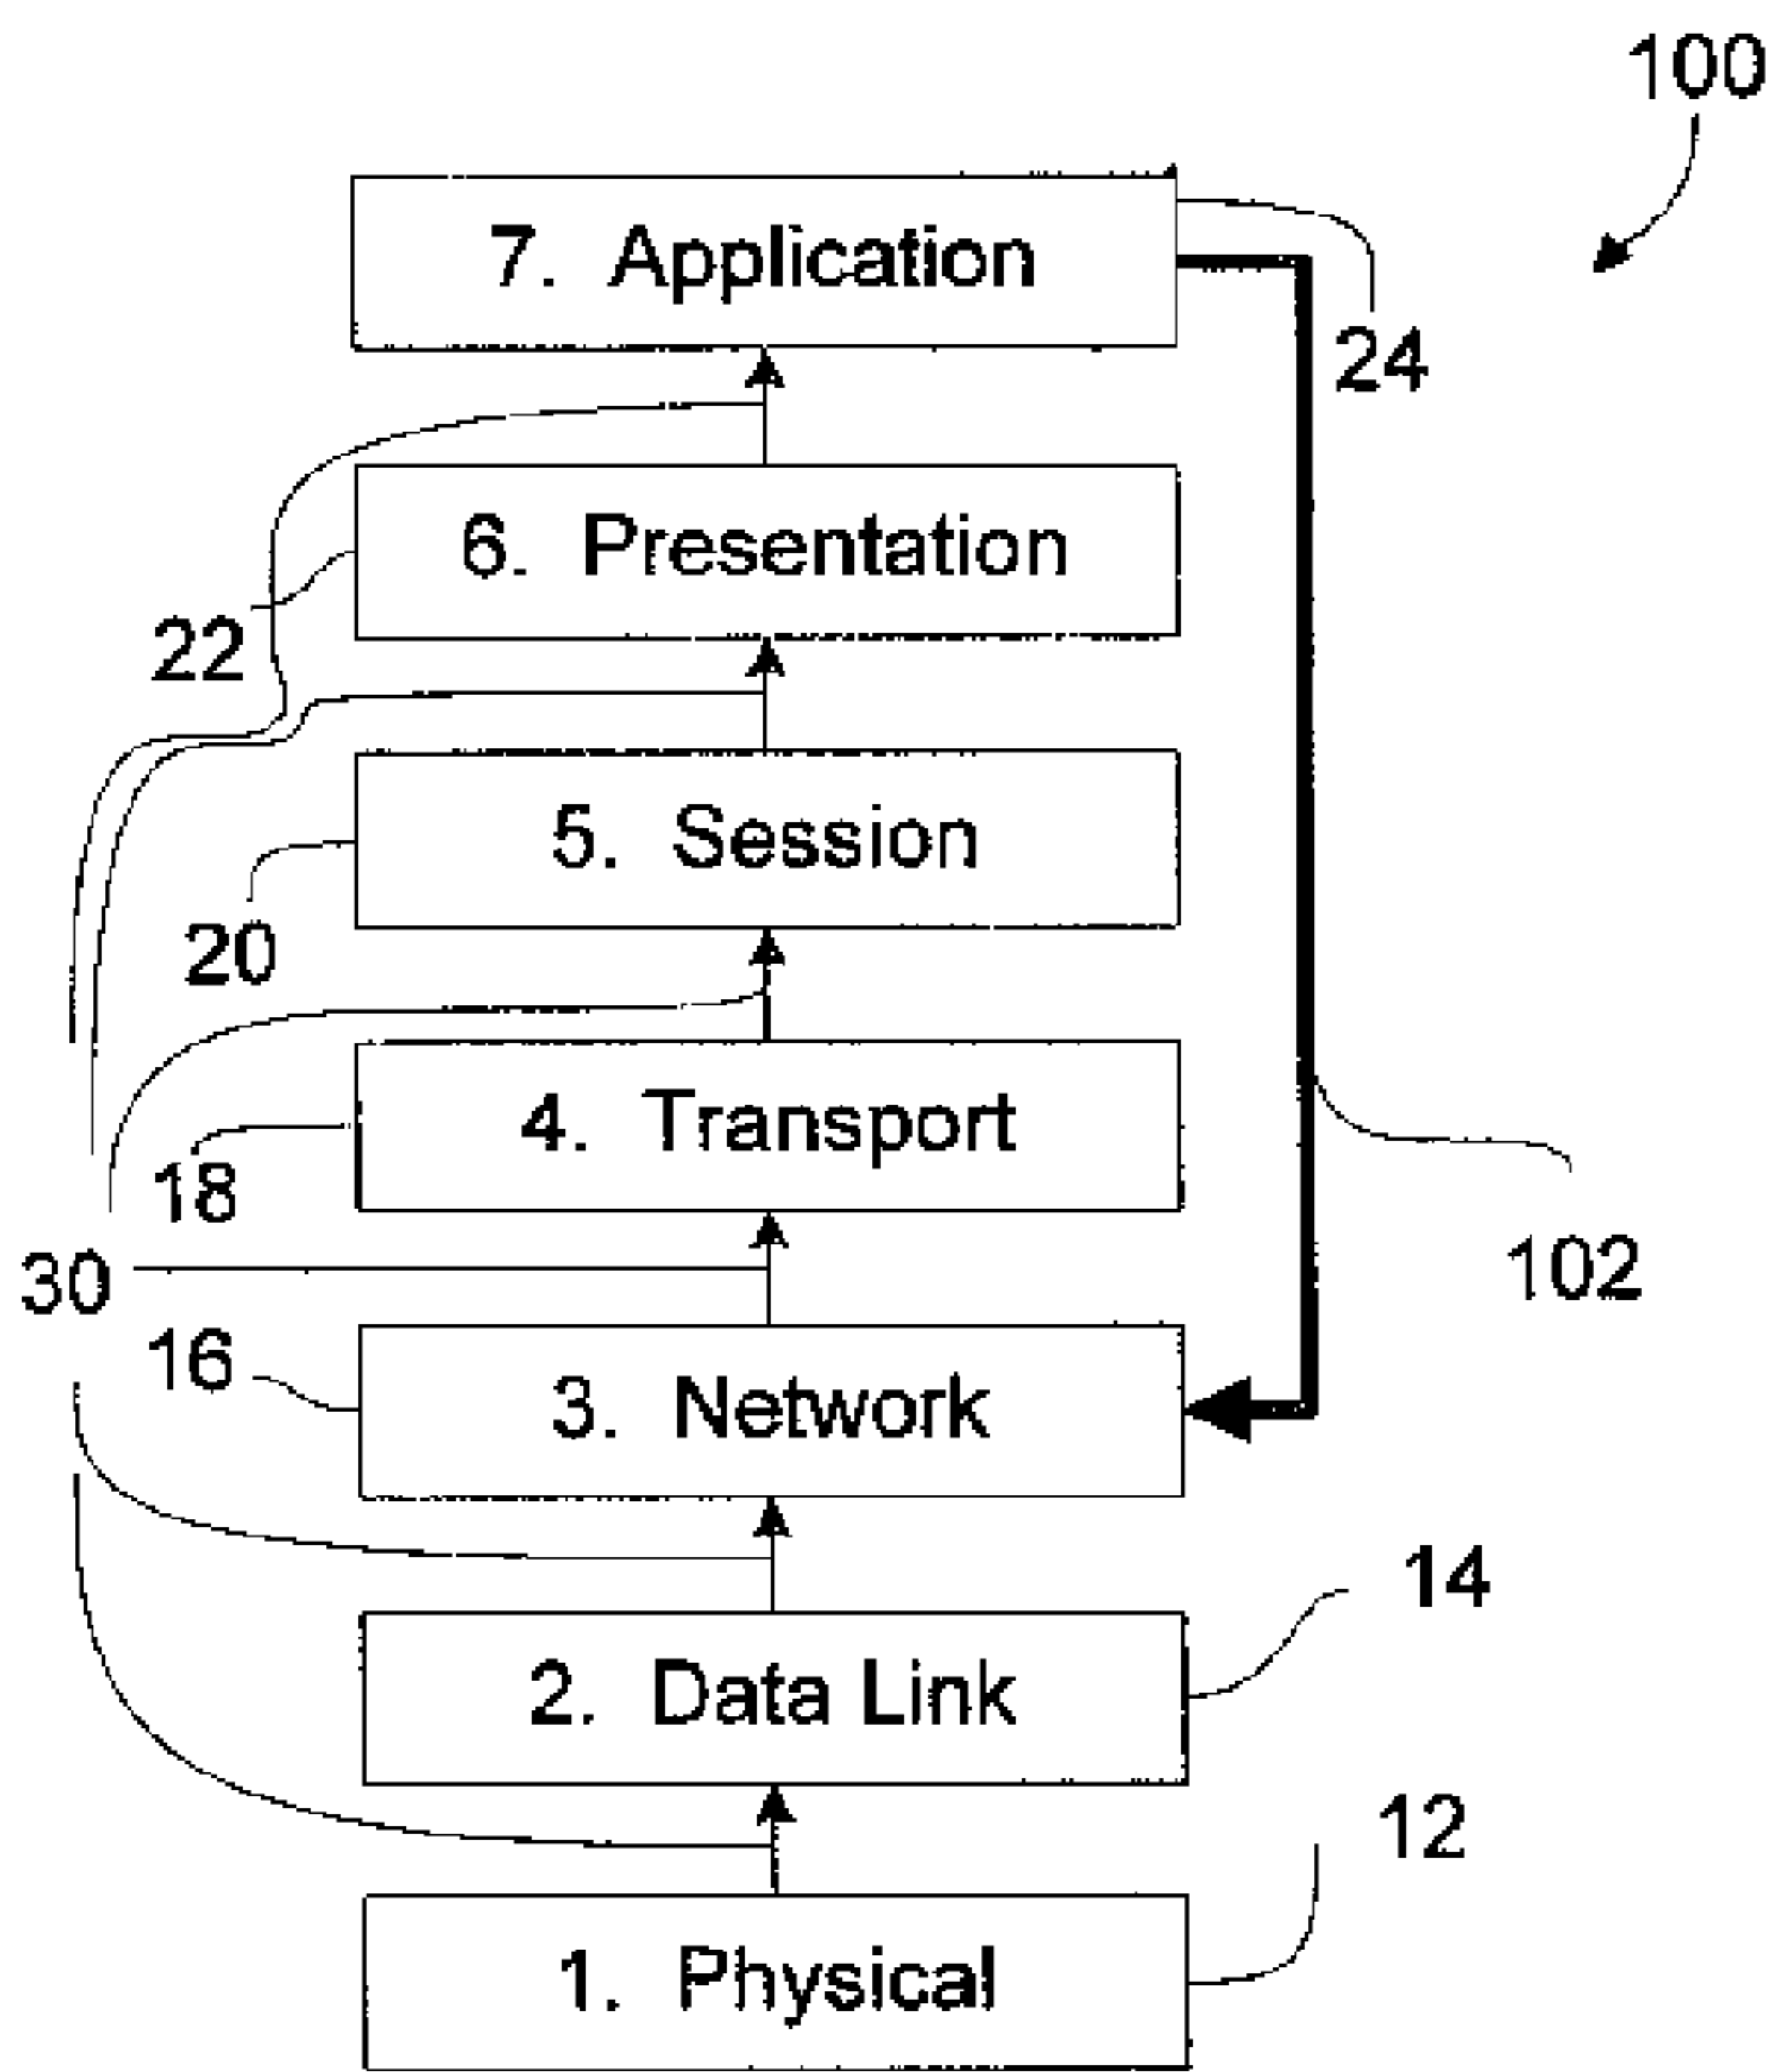 100
7. Application
24
6. Presentation
22
5. Session
20
4. Transport
18
30
102
16
3. Network
14
2. Data Link
12
1. Physical